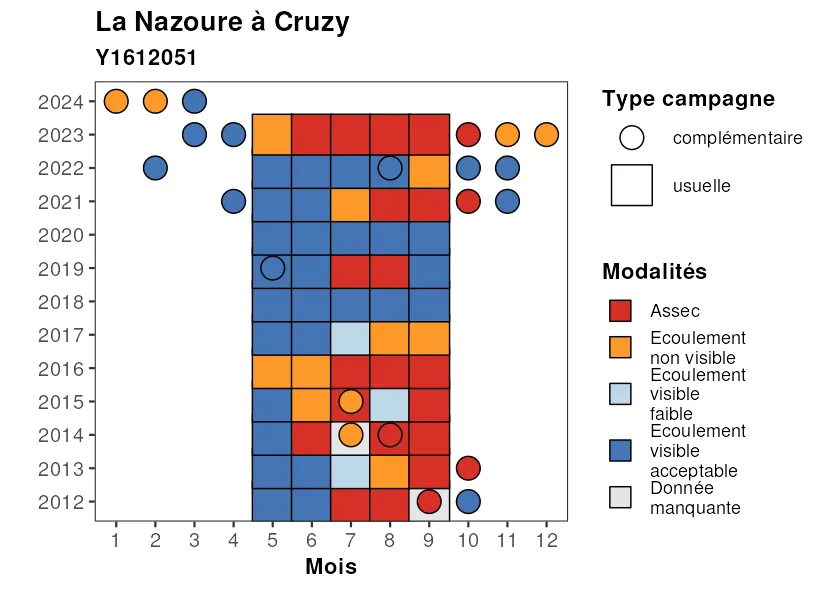 La Nazoure à Cruzy
Y1612051
2024
2023
2022
2021
2020
2019
2018
2017
2016
2015
2014
2013
2012
1 2 3 4 5 6 7 8 9 10 11 12
Mois
Type campagne
complémentaire
usuelle
Modalités
Assec
Ecoulement
non visible
Ecoulement
visible
faible
Ecoulement
visible
acceptable
Donnée
manquante